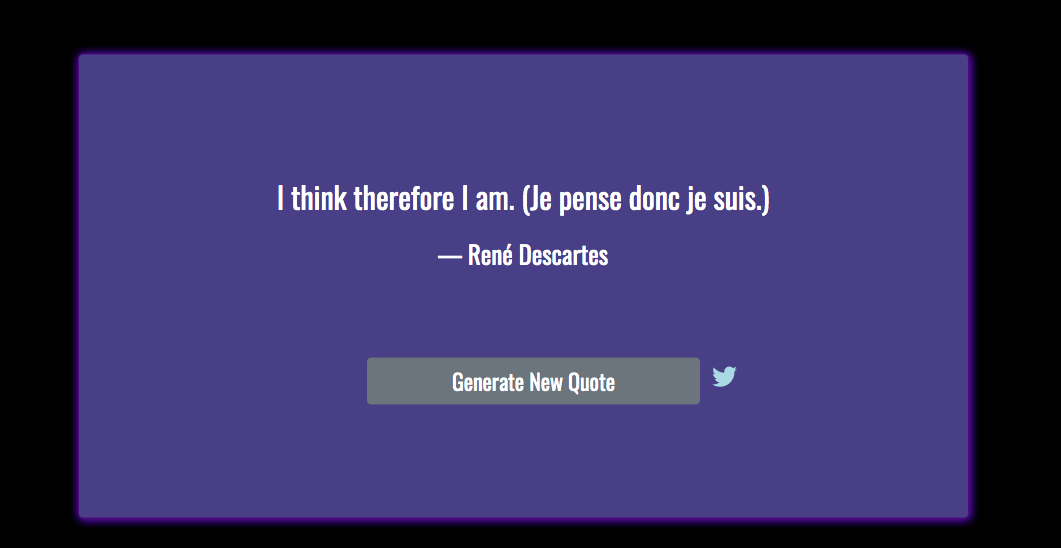 I think therefore I am. (Je pense donc je suis.)
— René Descartes
Generate New Quote